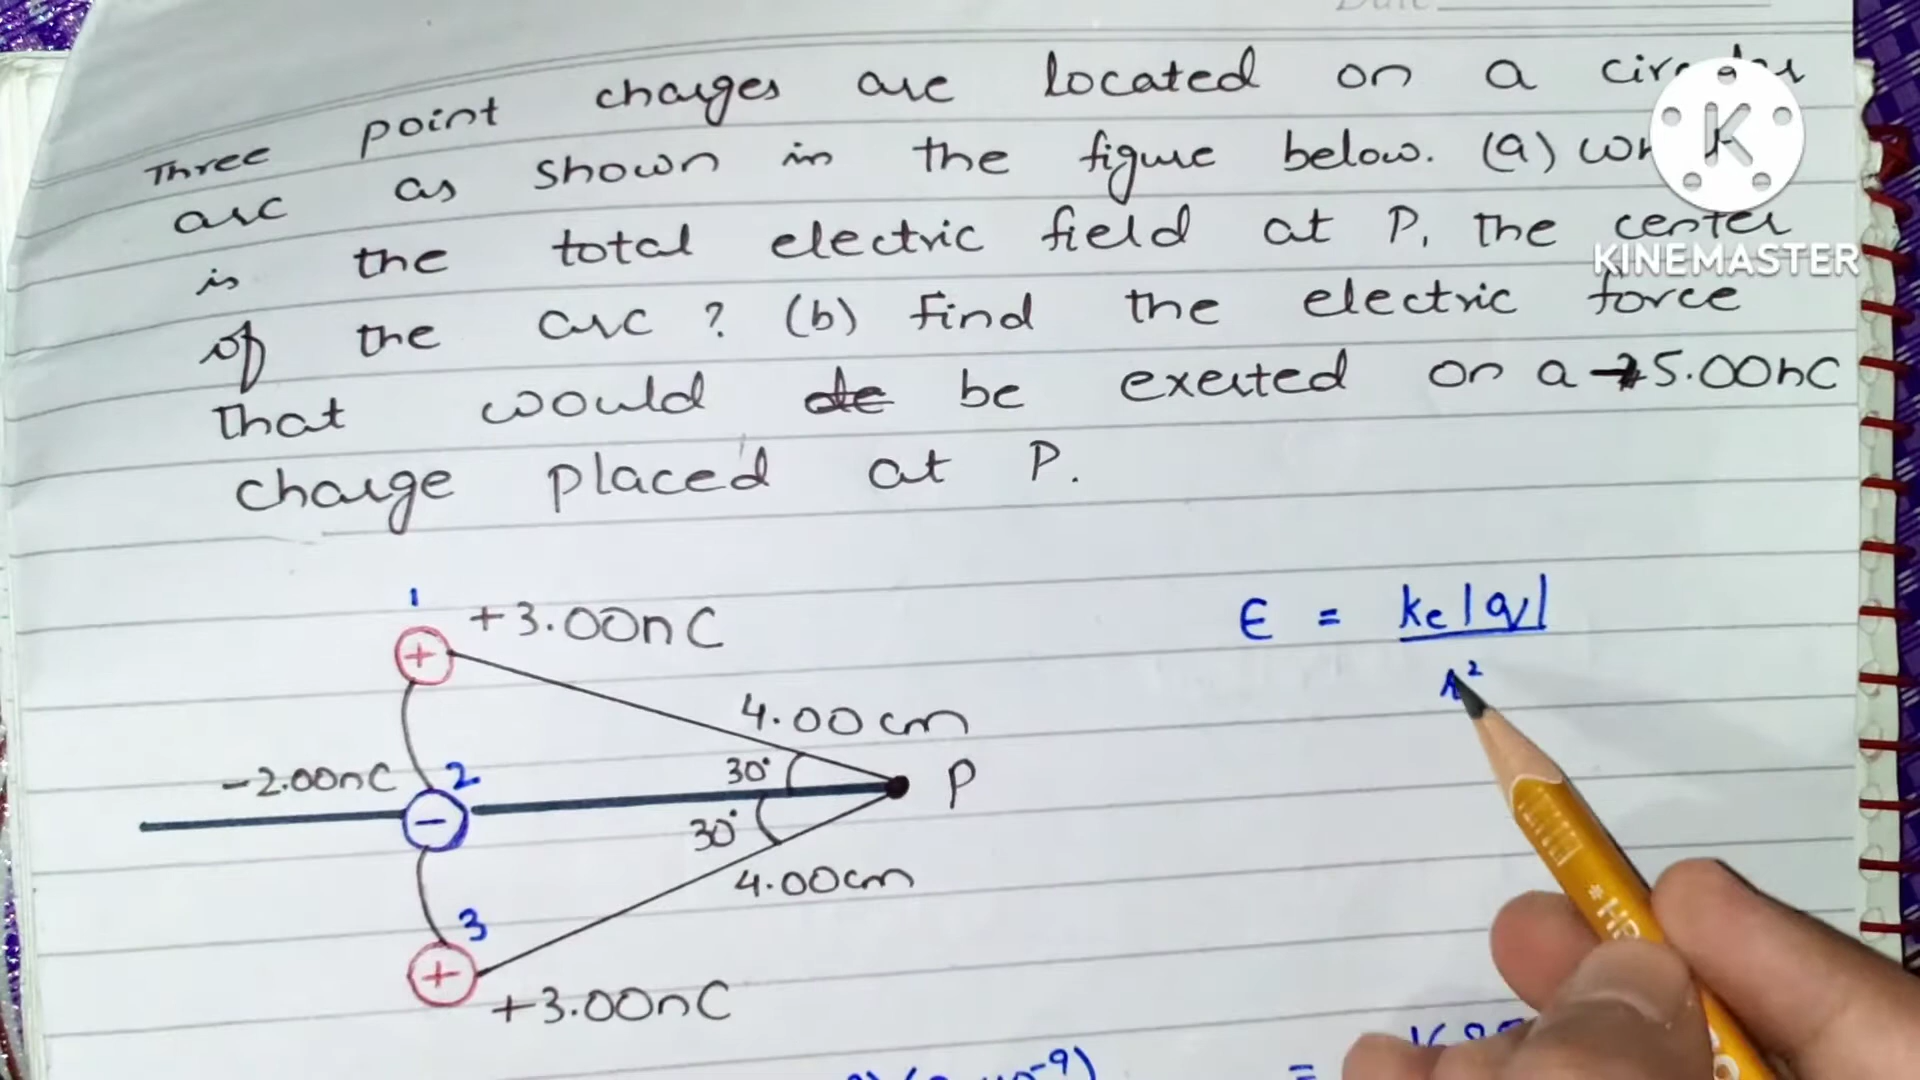 Date
Three point charges are located on a circular
arc as shown in the figure below. (a)
is the total electric field at P, the center
of the arc ? (b) Find the electric force
that would be exerted on a -5.00nC
charge placed at P.
K
KINEMASTER
1
+3.00nC
+
4.00cm
30°
P
-2.00nC
2
-
30°
4.00cm
3
+
+3.00nC
E = ke|q|
r²
-9)
=
HB